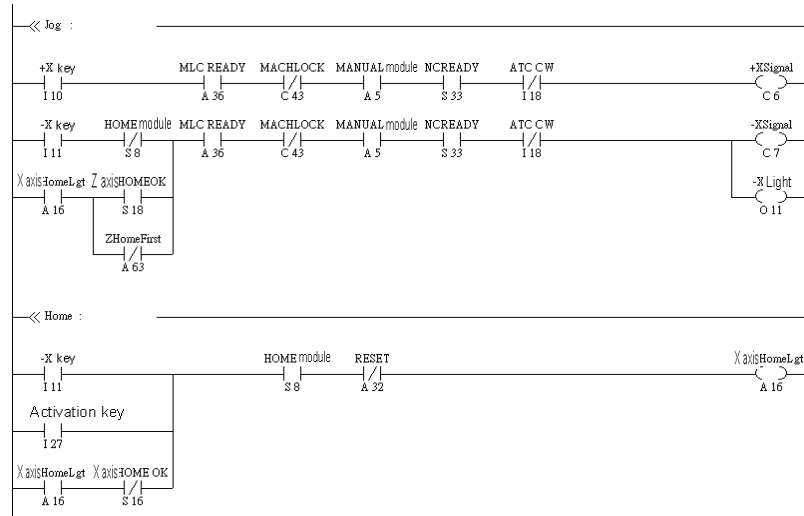 << Jog :
+X key MLC READY MACHLOCK MANUAL module NCREADY ATC CW +XSignal
I 10 A 36 C 43 A 5 S 33 I 18 C 6
-X key HOME module MLC READY MACHLOCK MANUAL module NCREADY ATC CW -XSignal
I 11 S 8 A 36 C 43 A 5 S 33 I 18 C 7
X axisHomeLgt Z axisHOMEOK -X Light
A 16 S 18 O 11
ZHomeFirst
A 63
<< Home :
-X key HOME module RESET X axisHomeLgt
I 11 S 8 A 32 A 16
Activation key
I 27
X axisHomeLgt X axisHOME OK
A 16 S 16